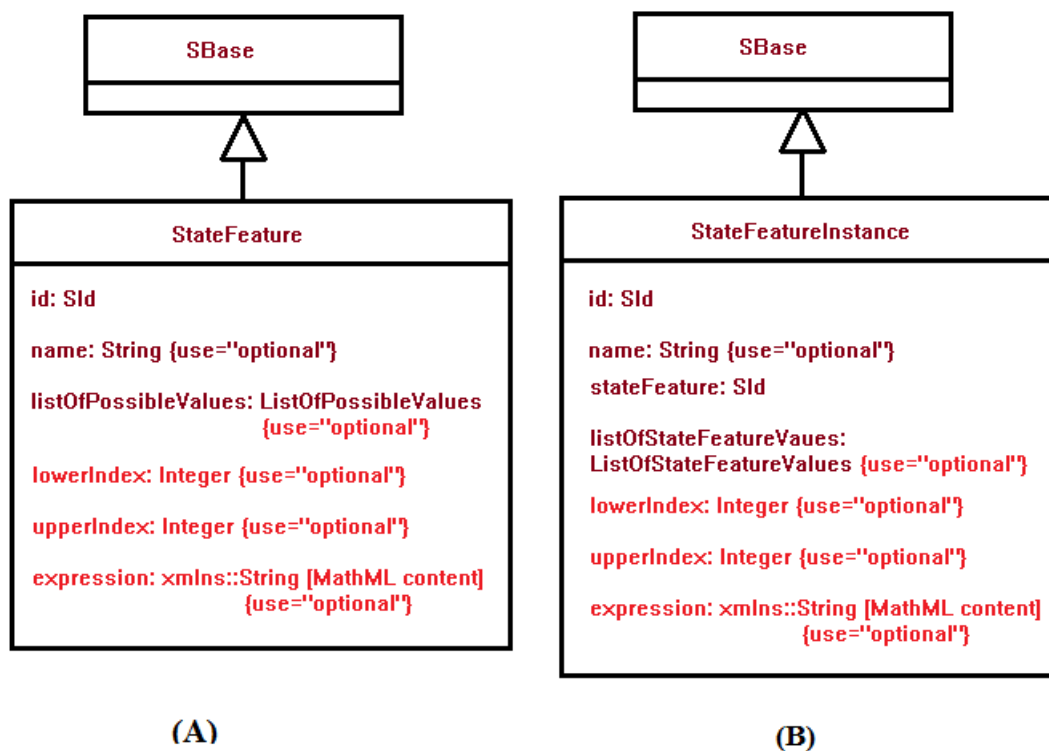 SBase
StateFeature
id: SId
name: String {use="optional"}
listOfPossibleValues: ListOfPossibleValues
{use="optional"}
lowerIndex: Integer {use="optional"}
upperIndex: Integer {use="optional"}
expression: xmlns::String [MathML content]
{use="optional"}
(A)
SBase
StateFeatureInstance
id: SId
name: String {use="optional"}
stateFeature: SId
listOfStateFeatureVaues:
ListOfStateFeatureValues {use="optional"}
lowerIndex: Integer {use="optional"}
upperIndex: Integer {use="optional"}
expression: xmlns::String [MathML content]
{use="optional"}
(B)